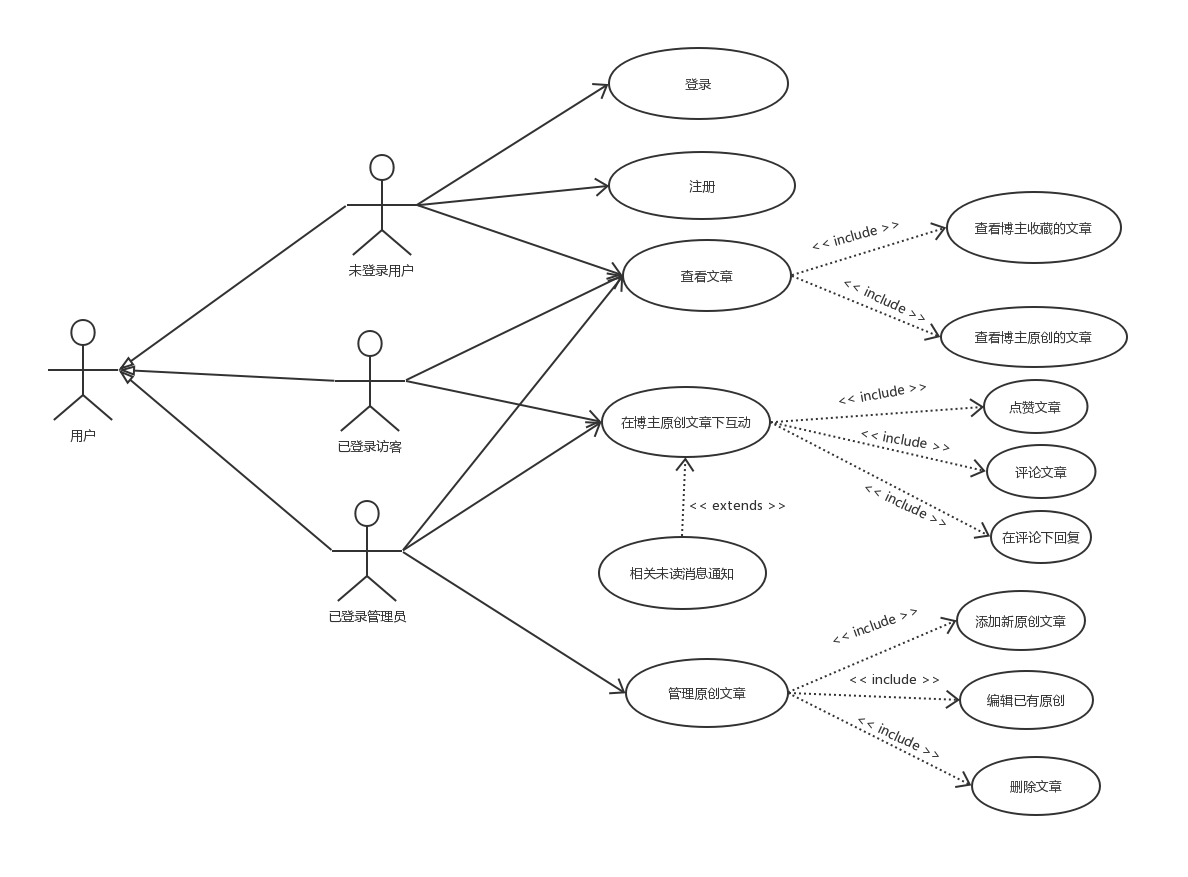 登录
注册
未登录用户
查看文章
<< include >>
查看博主收藏的文章
<< include >>
查看博主原创的文章
用户
已登录访客
在博主原创文章下互动
<< include >>
点赞文章
<< include >>
评论文章
<< include >>
在评论下回复
<< extends >>
相关未读消息通知
已登录管理员
管理原创文章
<< include >>
添加新原创文章
<< include >>
编辑已有原创
<< include >>
删除文章